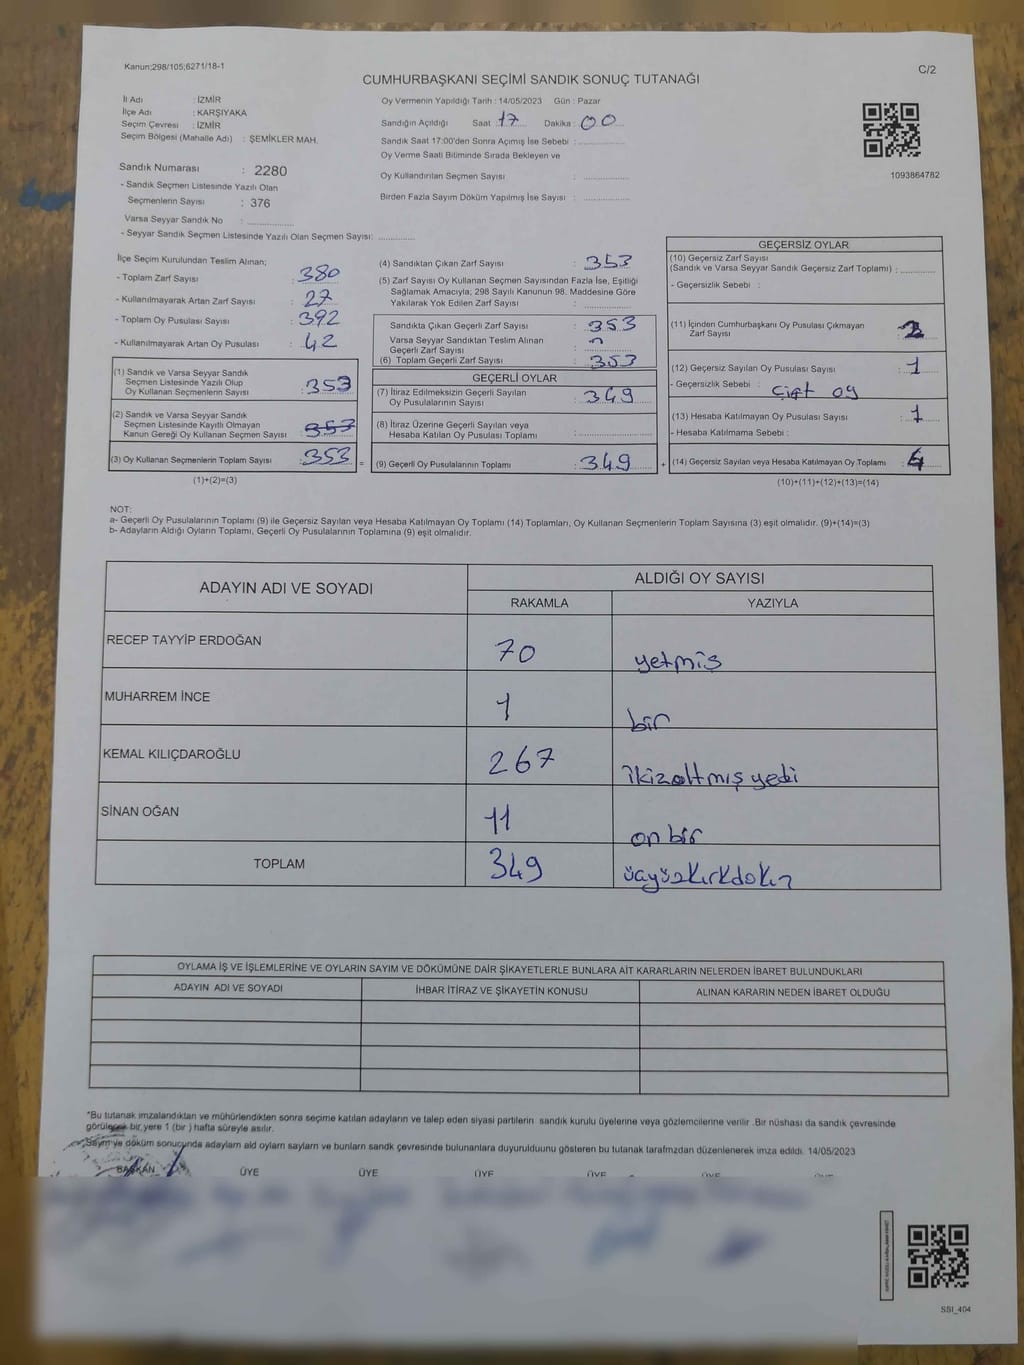 Kanun;298/105;6271/18-1
C/2
CUMHURBAŞKANI SEÇİMİ SANDIK SONUÇ TUTANAĞI
İl Adı : İZMİR
İlçe Adı : KARŞIYAKA
Seçim Çevresi : İZMİR
Seçim Bölgesi (Mahalle Adı) : ŞEMİKLER MAH.
Sandık Numarası : 2280
- Sandık Seçmen Listesinde Yazılı Olan
Seçmenlerin Sayısı : 376
Varsa Seyyar Sandık No :
- Seyyar Sandık Seçmen Listesinde Yazılı Olan Seçmen Sayısı:
Oy Vermenin Yapıldığı Tarih : 14/05/2023 Gün : Pazar
Sandığın Açıldığı Saat 17 Dakika : 00
Sandık Saat 17:00'den Sonra Açımış İse Sebebi :
Oy Verme Saati Bitiminde Sırada Bekleyen ve
Oy Kullandırılan Seçmen Sayısı :
Birden Fazla Sayım Döküm Yapılmış İse Sayısı :
1093864782
İlçe Seçim Kurulundan Teslim Alınan;
- Toplam Zarf Sayısı : 380
- Kullanılmayarak Artan Zarf Sayısı : 27
- Toplam Oy Pusulası Sayısı : 392
- Kullanılmayarak Artan Oy Pusulası : 42
(1) Sandık ve Varsa Seyyar Sandık
Seçmen Listesinde Yazılı Olup
Oy Kullanan Seçmenlerin Sayısı : 353
(2) Sandık ve Varsa Seyyar Sandık
Seçmen Listesinde Kayıtlı Olmayan
Kanun Gereği Oy Kullanan Seçmen Sayısı : 353
(3) Oy Kullanan Seçmenlerin Toplam Sayısı : 353 =
(1)+(2)=(3)
(4) Sandıktan Çıkan Zarf Sayısı : 353
(5) Zarf Sayısı Oy Kullanan Seçmen Sayısından Fazla İse, Eşitliği
Sağlamak Amacıyla; 298 Sayılı Kanunun 98. Maddesine Göre
Yakılarak Yok Edilen Zarf Sayısı :
Sandıkta Çıkan Geçerli Zarf Sayısı : 353
Varsa Seyyar Sandıktan Teslim Alınan
Geçerli Zarf Sayısı :
(6) Toplam Geçerli Zarf Sayısı : 353
GEÇERLİ OYLAR
(7) İtiraz Edilmeksizin Geçerli Sayılan
Oy Pusulalarının Sayısı : 349
(8) İtiraz Üzerine Geçerli Sayılan veya
Hesaba Katılan Oy Pusulası Toplamı :
(9) Geçerli Oy Pusulalarının Toplamı : 349 +
GEÇERSİZ OYLAR
(10) Geçersiz Zarf Sayısı
(Sandık ve Varsa Seyyar Sandık Geçersiz Zarf Toplamı) :
- Geçersizlik Sebebi :
(11) İçinden Cumhurbaşkanı Oy Pusulası Çıkmayan
Zarf Sayısı : 2
(12) Geçersiz Sayılan Oy Pusulası Sayısı : 1
- Geçersizlik Sebebi : Çift oy
(13) Hesaba Katılmayan Oy Pusulası Sayısı : 1
- Hesaba Katılmama Sebebi :
(14) Geçersiz Sayılan veya Hesaba Katılmayan Oy Toplamı : 4
(10)+(11)+(12)+(13)=(14)
NOT:
a- Geçerli Oy Pusulalarının Toplamı (9) ile Geçersiz Sayılan veya Hesaba Katılmayan Oy Toplamı (14) Toplamları, Oy Kullanan Seçmenlerin Toplam Sayısına (3) eşit olmalıdır. (9)+(14)=(3)
b- Adayların Aldığı Oyların Toplamı, Geçerli Oy Pusulalarının Toplamına (9) eşit olmalıdır.
ADAYIN ADI VE SOYADI
ALDIĞI OY SAYISI
RAKAMLA YAZIYLA
RECEP TAYYİP ERDOĞAN 70 yetmiş
MUHARREM İNCE 1 bir
KEMAL KILIÇDAROĞLU 267 ikizaltmışyedi
SİNAN OĞAN 11 on bir
TOPLAM 349 üçyüzkırkdokuz
OYLAMA İŞ VE İŞLEMLERİNE VE OYLARIN SAYIM VE DÖKÜMÜNE DAİR ŞİKAYETLERLE BUNLARA AİT KARARLARIN NELERDEN İBARET BULUNDUKLARI
ADAYIN ADI VE SOYADI İHBAR İTİRAZ VE ŞİKAYETİN KONUSU ALINAN KARARIN NEDEN İBARET OLDUĞU
*Bu tutanak imzalandıktan ve mühürlendikten sonra seçime katılan adayların ve talep eden siyasi partilerin sandık kurulu üyelerine veya gözlemcilerine verilir .Bir nüshası da sandık çevresinde
görülecek bir yere 1 (bir ) hafta süreyle asılır.
Sayım ve döküm sonucunda adayların ald oyların sayların ve bunların sandk çevresinde bulunanlara duyurulduunu gösteren bu tutanak tarafmzdan düzenlenerek imza edildi. 14/05/2023
BAŞKAN ÜYE ÜYE ÜYE ÜYE ÜYE ÜYE
SSI_404